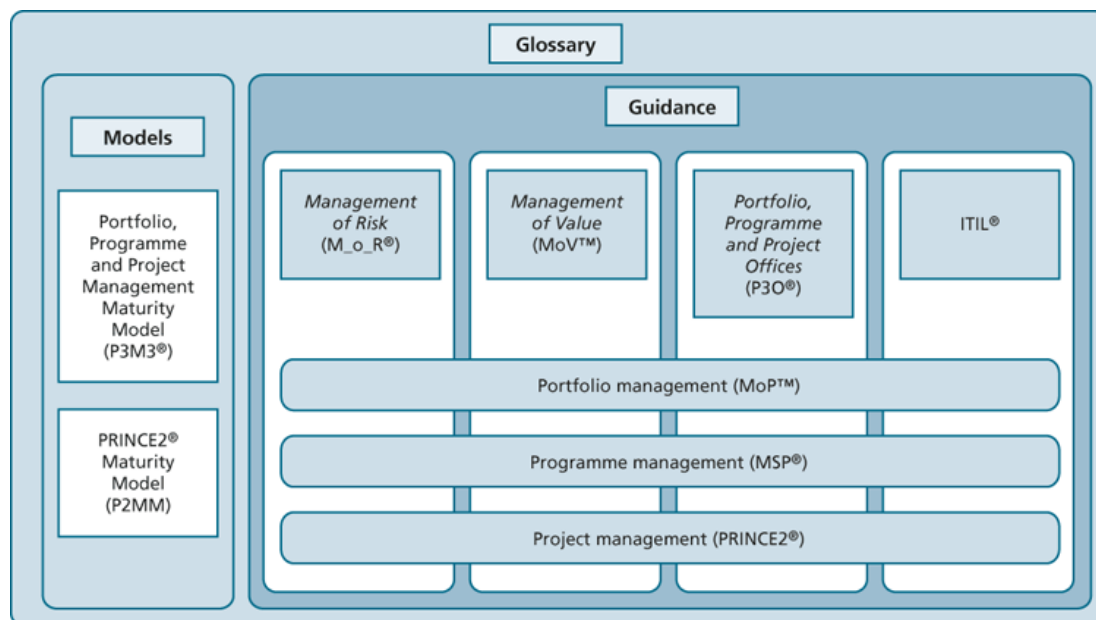 Glossary
Models
Portfolio,
Programme
and Project
Management
Maturity
Model
(P3M3®)
PRINCE2®
Maturity
Model
(P2MM)
Guidance
Management
of Risk
(M_o_R®)
Management
of Value
(MoV™)
Portfolio,
Programme
and Project
Offices
(P3O®)
ITIL®
Portfolio management (MoP™)
Programme management (MSP®)
Project management (PRINCE2®)